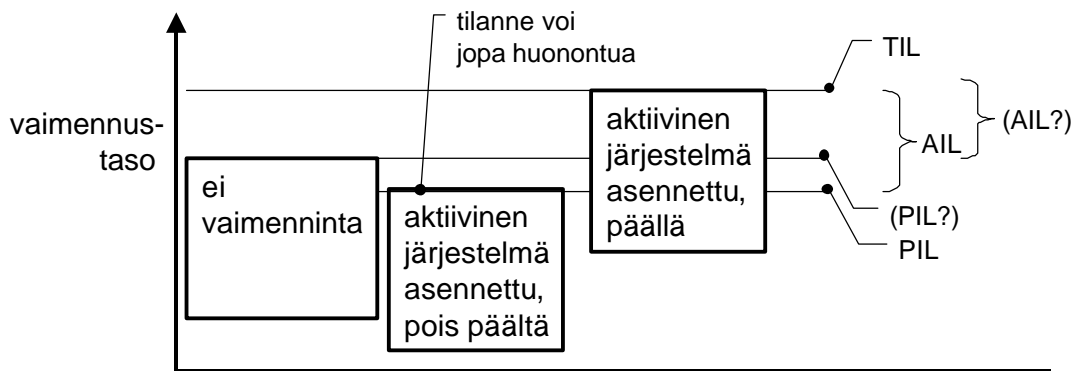 tilanne voi
jopa huonontua
TIL
vaimennus-
taso
aktiivinen
järjestelmä
asennettu,
päällä
AIL
(AIL?)
ei
vaimenninta
aktiivinen
järjestelmä
asennettu,
pois päältä
(PIL?)
PIL